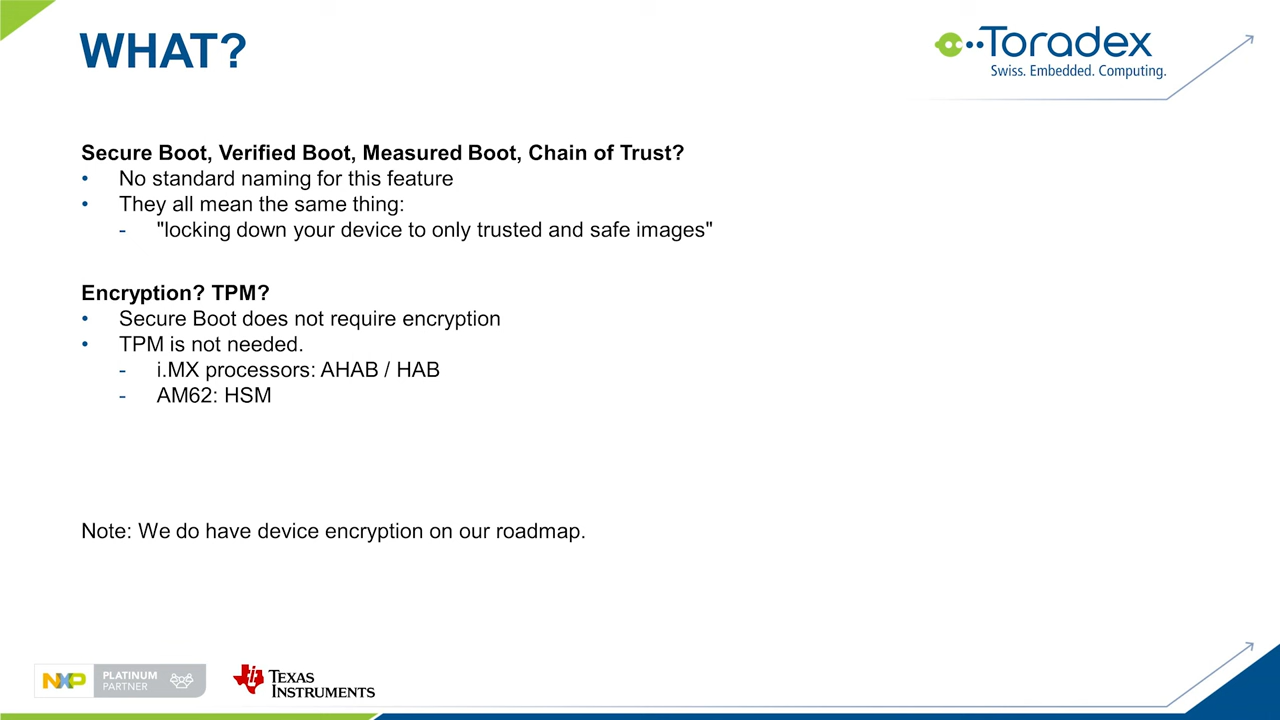 WHAT?
Toradex
Swiss. Embedded. Computing.
Secure Boot, Verified Boot, Measured Boot, Chain of Trust?
• No standard naming for this feature
• They all mean the same thing:
- "locking down your device to only trusted and safe images"
Encryption? TPM?
• Secure Boot does not require encryption
• TPM is not needed.
- i.MX processors: AHAB / HAB
- AM62: HSM
Note: We do have device encryption on our roadmap.
NXP
PLATINUM
PARTNER
TEXAS
INSTRUMENTS